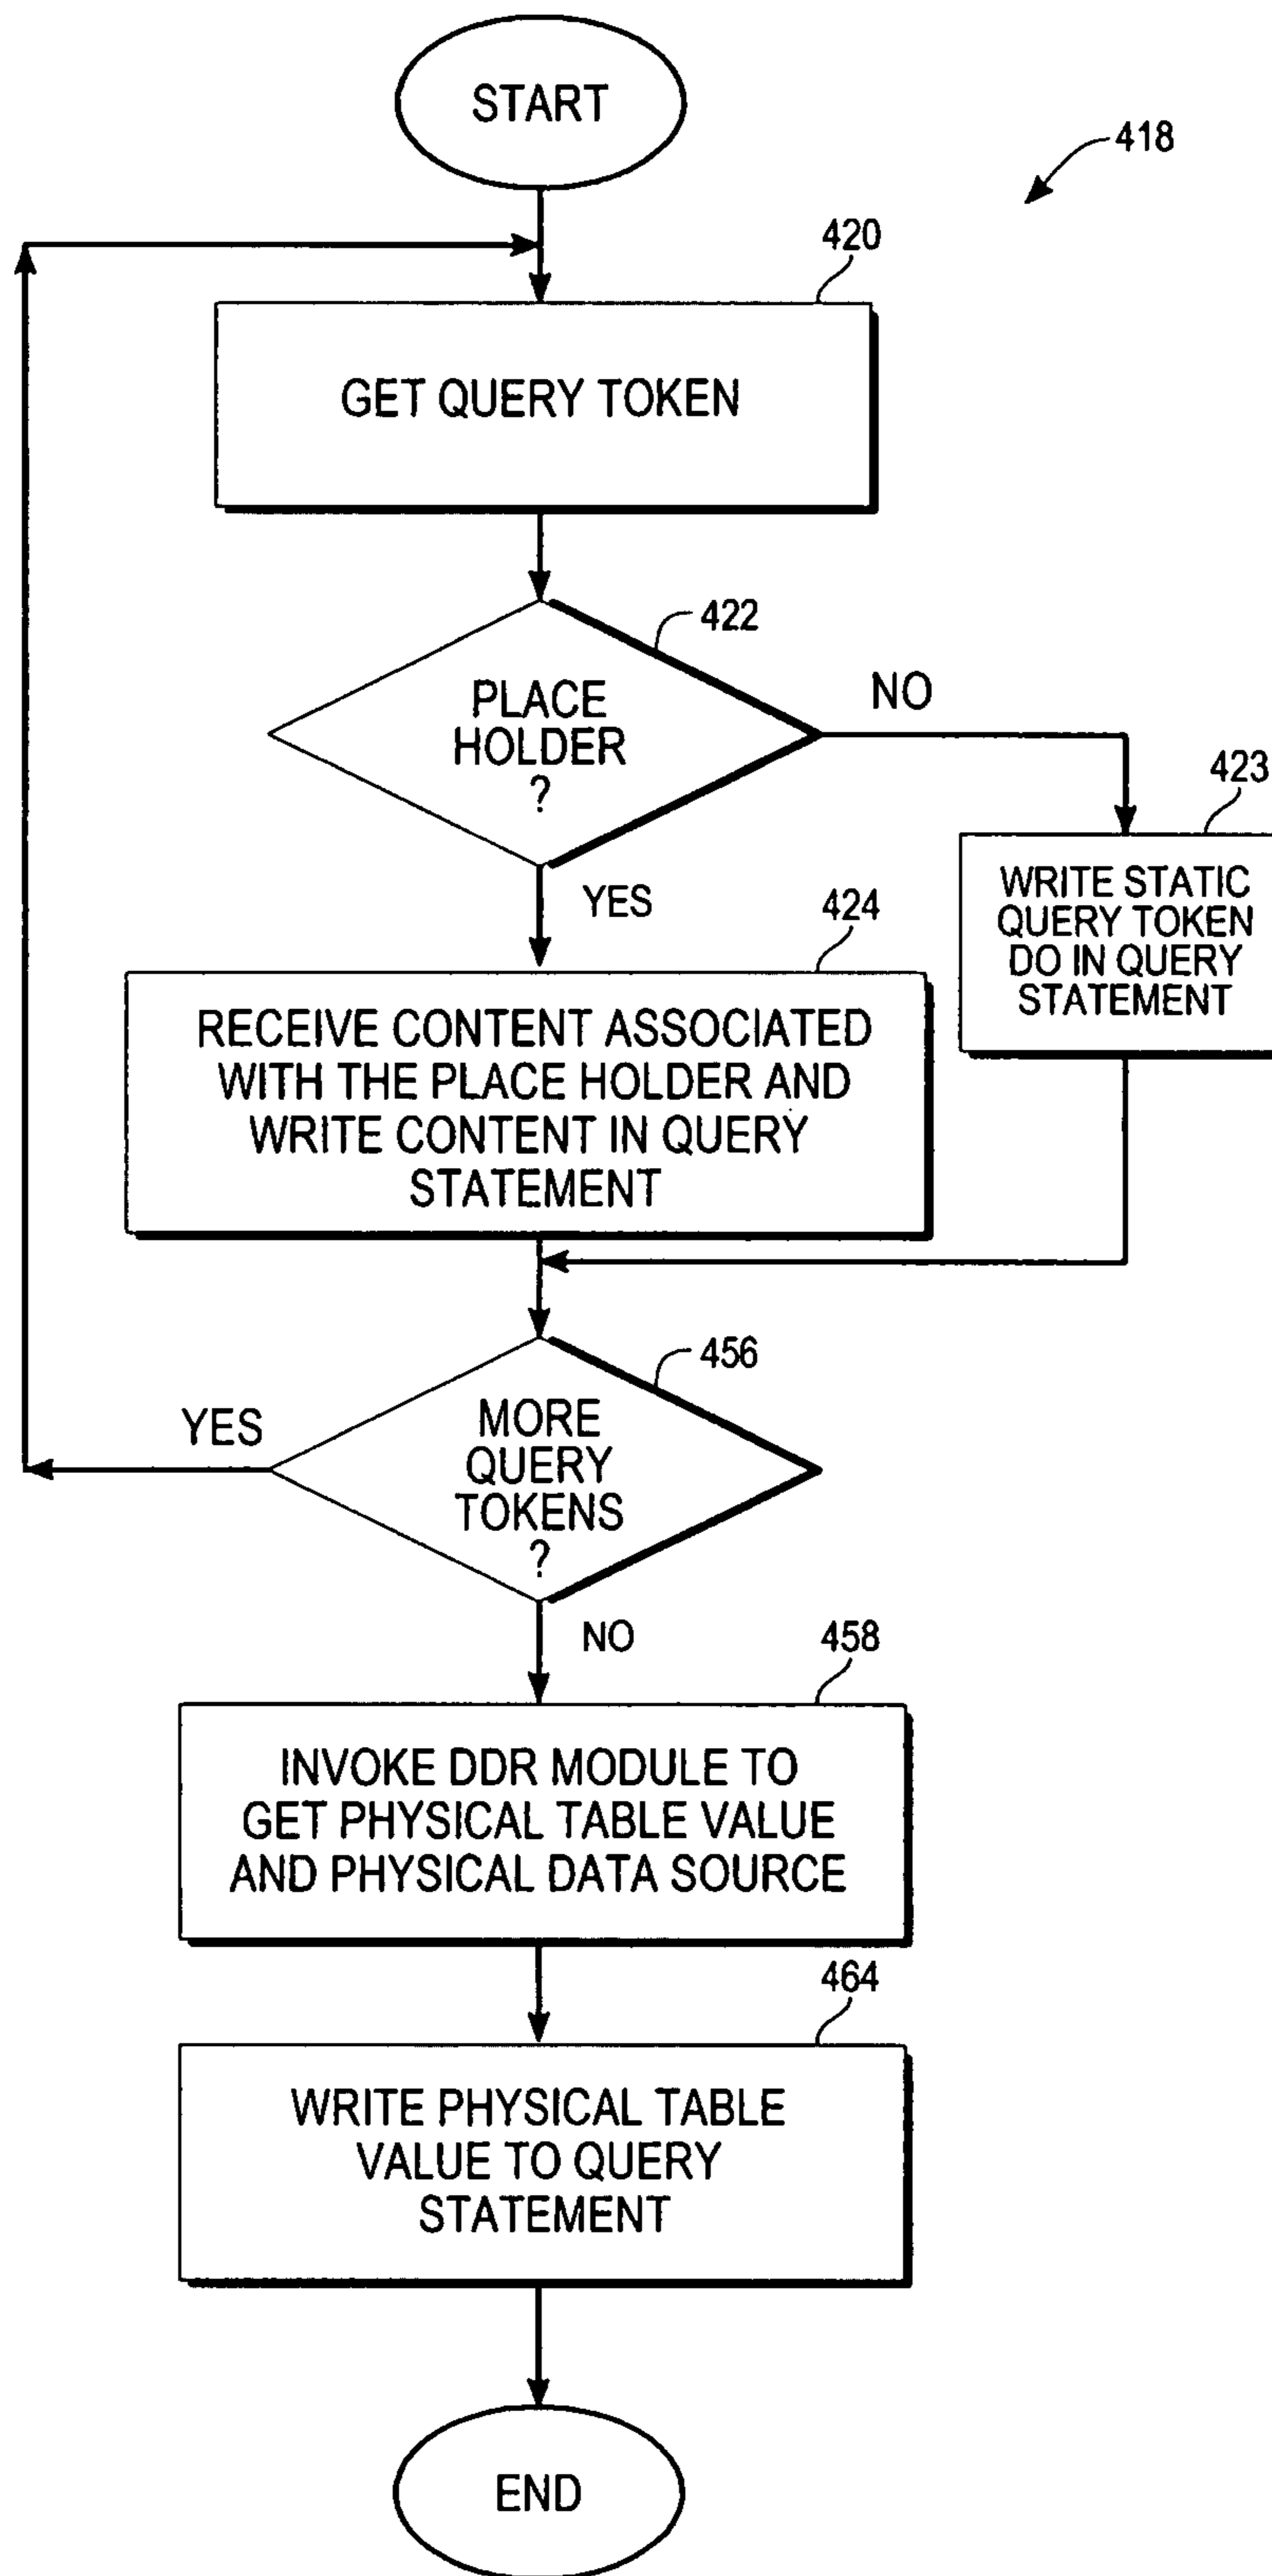 START
418
420
GET QUERY TOKEN
422
PLACE
HOLDER
?
NO
423
WRITE STATIC
QUERY TOKEN
DO IN QUERY
STATEMENT
YES
424
RECEIVE CONTENT ASSOCIATED
WITH THE PLACE HOLDER AND
WRITE CONTENT IN QUERY
STATEMENT
456
YES
MORE
QUERY
TOKENS
?
NO
458
INVOKE DDR MODULE TO
GET PHYSICAL TABLE VALUE
AND PHYSICAL DATA SOURCE
464
WRITE PHYSICAL TABLE
VALUE TO QUERY
STATEMENT
END